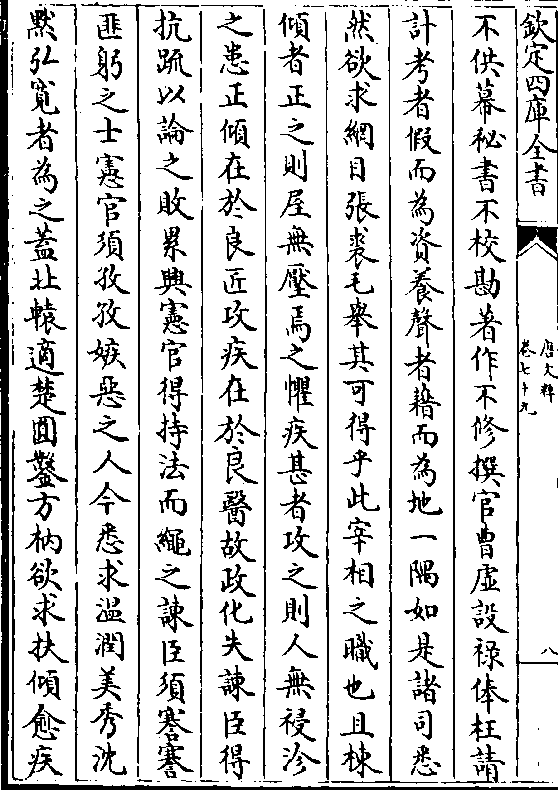 欽定四庫全書
唐文粹
卷七十九
八
不供幕秘書不校勘著作不修撰官曹虛設祿俸枉請
計考者假而為資養聲者藉而為地一隅如是諸司悉
然欲求網目張裘毛舉其可得乎此宰相之職也且棟
傾者正之則屋無壓焉之懼疾甚者攻之則人無祲沴
之患正傾在於良匠攻疾在於良醫故政化失諫臣得
抗疏以論之敗累興憲官得持法而繩之諫臣須謇謇
匪躬之士憲官須孜孜嫉惡之人今悉求溫潤美秀沈
默弘寬者為之蓋北轅適楚圓鑿方枘欲求扶傾愈疾